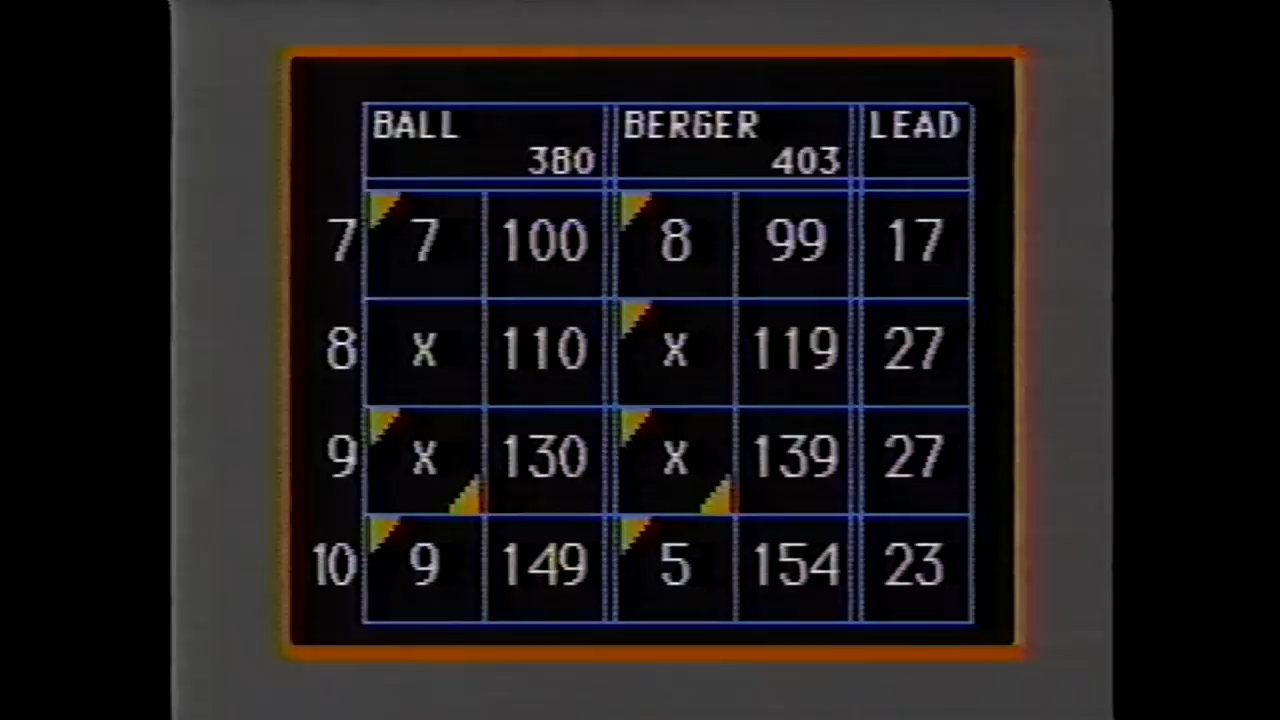 BALL BERGER LEAD
380 403
7 7 100 8 99 17
8 X 110 X 119 27
9 X 130 X 139 27
10 9 149 5 154 23